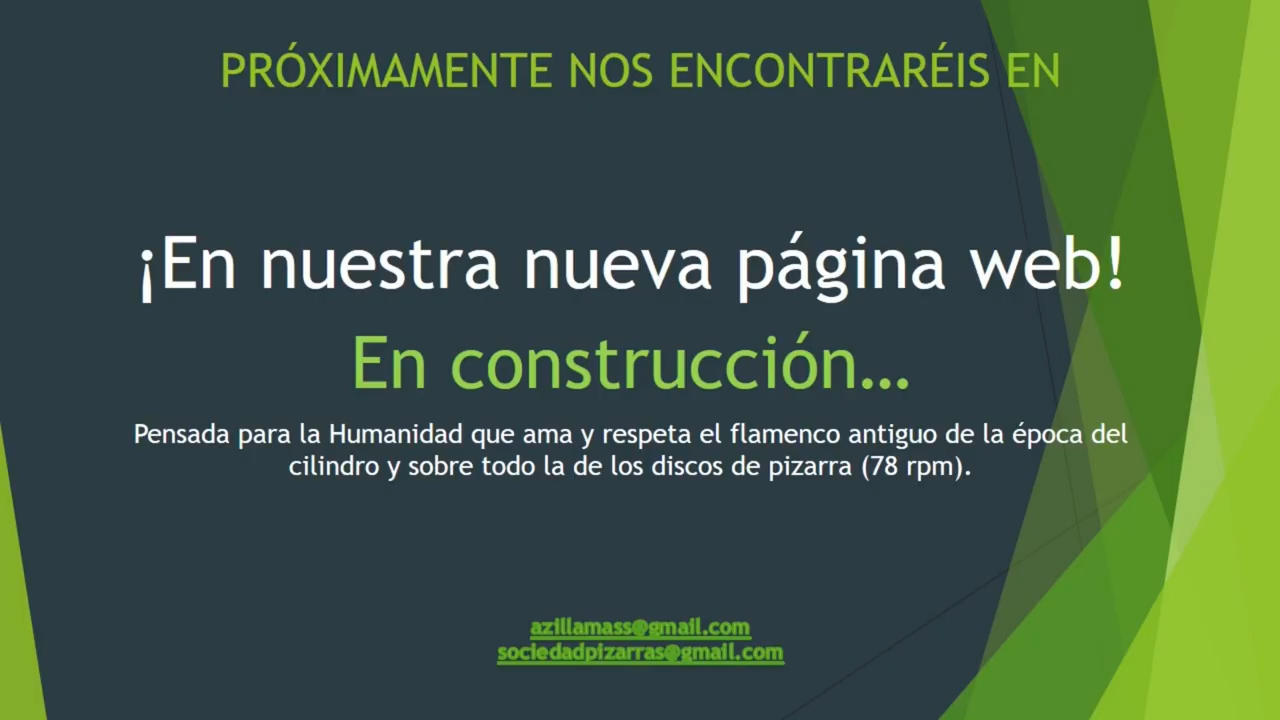 PRÓXIMAMENTE NOS ENCONTRARÉIS EN
¡En nuestra nueva página web!
En construcción…
Pensada para la Humanidad que ama y respeta el flamenco antiguo de la época del
cilindro y sobre todo la de los discos de pizarra (78 rpm).
azillamass@gmail.com
sociedadpizarras@gmail.com